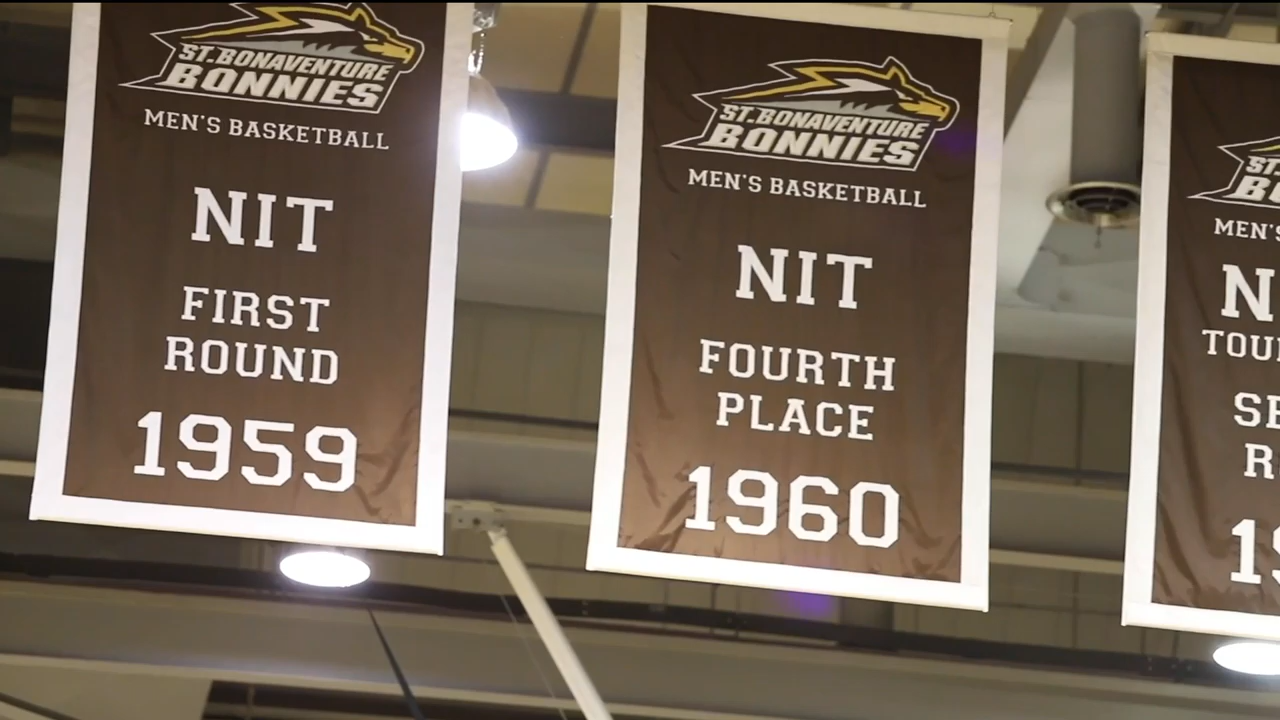 ST. BONAVENTURE
BONNIES
MEN'S BASKETBALL
NIT
FIRST
ROUND
1959
ST. BONAVENTURE
BONNIES
MEN'S BASKETBALL
NIT
FOURTH
PLACE
1960